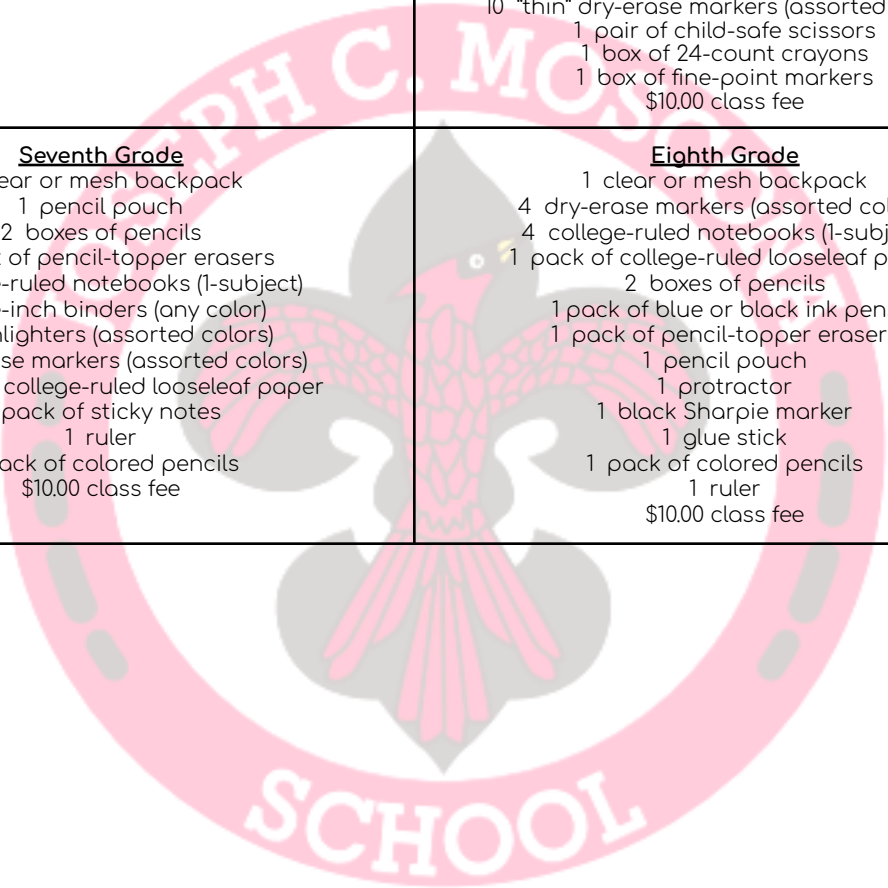 10 "thin" dry-erase markers (assorted
1 pair of child-safe scissors
1 box of 24-count crayons
1 box of fine-point markers
$10.00 class fee
Seventh Grade
clear or mesh backpack
1 pencil pouch
2 boxes of pencils
of pencil-topper erasers
-ruled notebooks (1-subject)
-inch binders (any color)
highlighters (assorted colors)
markers (assorted colors)
college-ruled looseleaf paper
pack of sticky notes
1 ruler
pack of colored pencils
$10.00 class fee
Eighth Grade
1 clear or mesh backpack
4 dry-erase markers (assorted
4 college-ruled notebooks
1 pack of college-ruled looseleaf
2 boxes of pencils
1 pack of blue or black ink pen
1 pack of pencil-topper eraser
1 pencil pouch
1 protractor
1 black Sharpie marker
1 glue stick
1 pack of colored pencils
1 ruler
$10.00 class fee
JOSEPH C. MOSCONA
SCHOOL